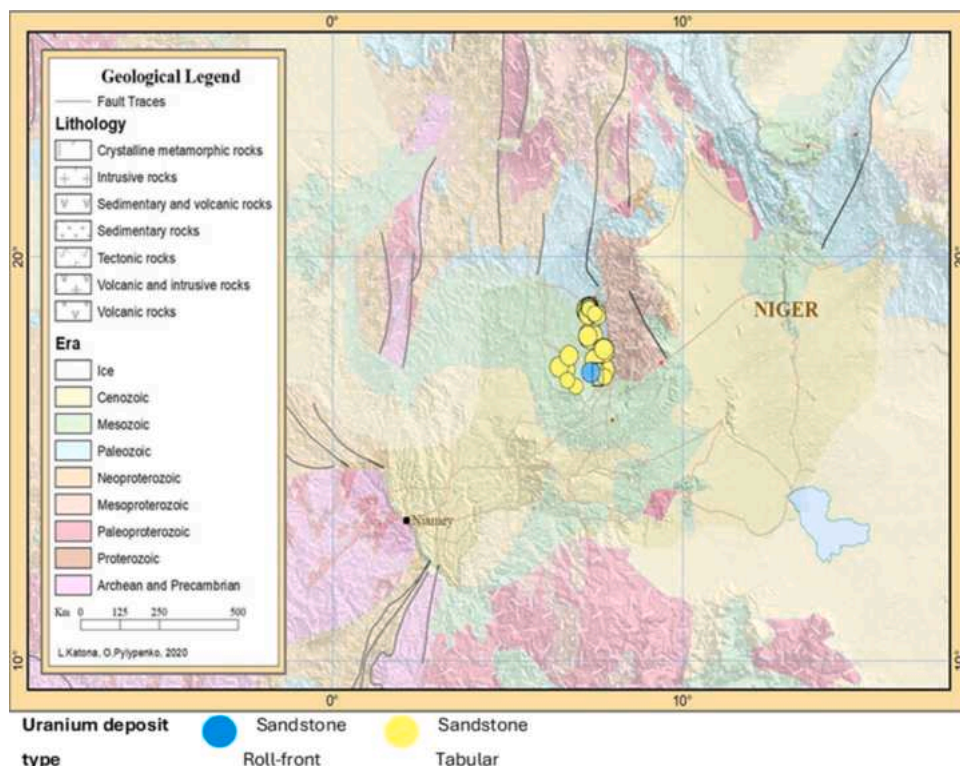 0°
10°
Geological Legend
Fault Traces
Lithology
Crystalline metamorphic rocks
Intrusive rocks
Sedimentary and volcanic rocks
Sedimentary rocks
Tectonic rocks
Volcanic and intrusive rocks
Volcanic rocks
Era
Ice
Cenozoic
Mesozoic
Paleozoic
Neoproterozoic
Mesoproterozoic
Paleoproterozoic
Proterozoic
Archean and Precambrian
Km 0 125 250 500
L.Katona, O.Pylypenko, 2020
20°
20°
NIGER
Niamey
10°
10°
0°
10°
Uranium deposit type
Sandstone Roll-front
Sandstone Tabular